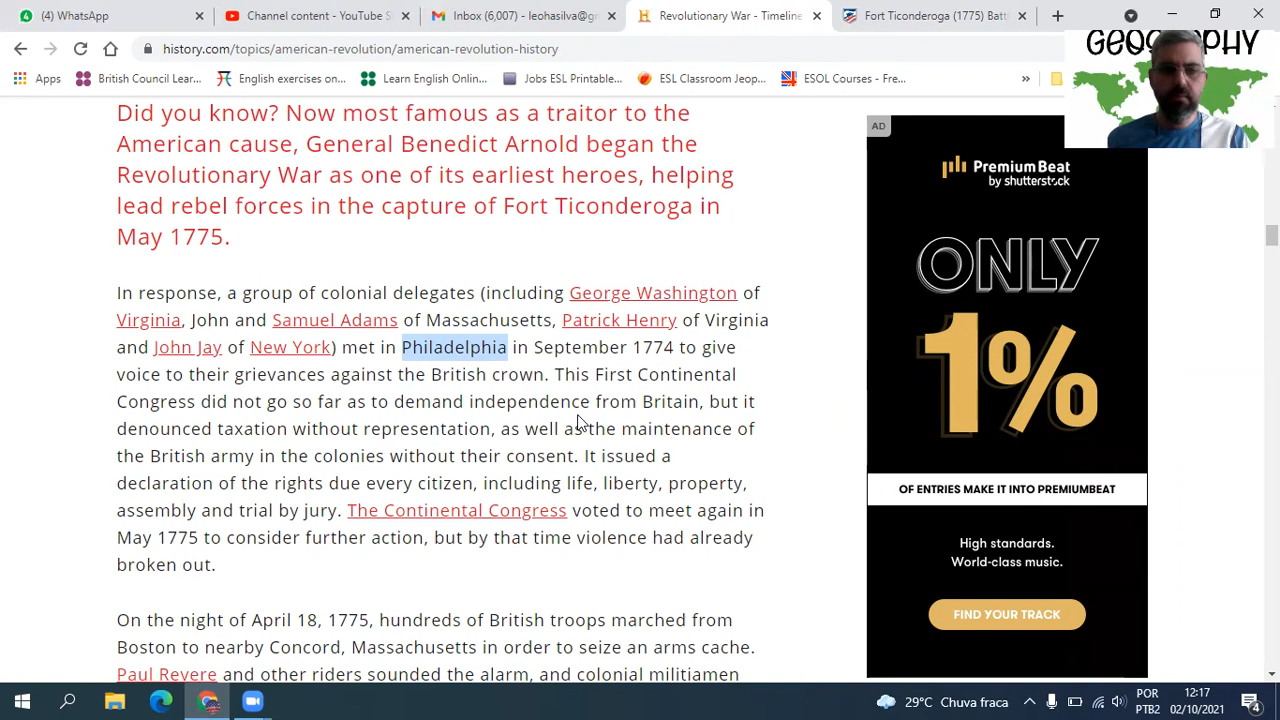 (4) WhatsApp
Channel content - YouTube S
Inbox (6,007) - leohasilva@gr
Revolutionary War - Timeline
Fort Ticonderoga (1775) Batt
history.com/topics/american-revolution/american-revolution-history
GEOGRAPHY
Apps
British Council Lear...
English exercises on...
Learn English Onlin...
Jobs ESL Printable...
ESL Classroom Jeop...
ESOL Courses - Fre...
»
Did you know? Now most famous as a traitor to the
American cause, General Benedict Arnold began the
Revolutionary War as one of its earliest heroes, helping
lead rebel forces in the capture of Fort Ticonderoga in
May 1775.
In response, a group of colonial delegates (including George Washington of
Virginia, John and Samuel Adams of Massachusetts, Patrick Henry of Virginia
and John Jay of New York) met in Philadelphia in September 1774 to give
voice to their grievances against the British crown. This First Continental
Congress did not go so far as to demand independence from Britain, but it
denounced taxation without representation, as well as the maintenance of
the British army in the colonies without their consent. It issued a
declaration of the rights due every citizen, including life, liberty, property,
assembly and trial by jury. The Continental Congress voted to meet again in
May 1775 to consider further action, but by that time violence had already
broken out.
On the night of April 18, 1775, hundreds of British troops marched from
Boston to nearby Concord, Massachusetts in order to seize an arms cache.
Paul Revere and other riders sounded the alarm, and colonial militiamen
AD
PremiumBeat
by shutterstock
ONLY
1%
OF ENTRIES MAKE IT INTO PREMIUMBEAT
High standards.
World-class music.
FIND YOUR TRACK
29°C Chuva fraca
POR
PTB2
12:17
02/10/2021
4